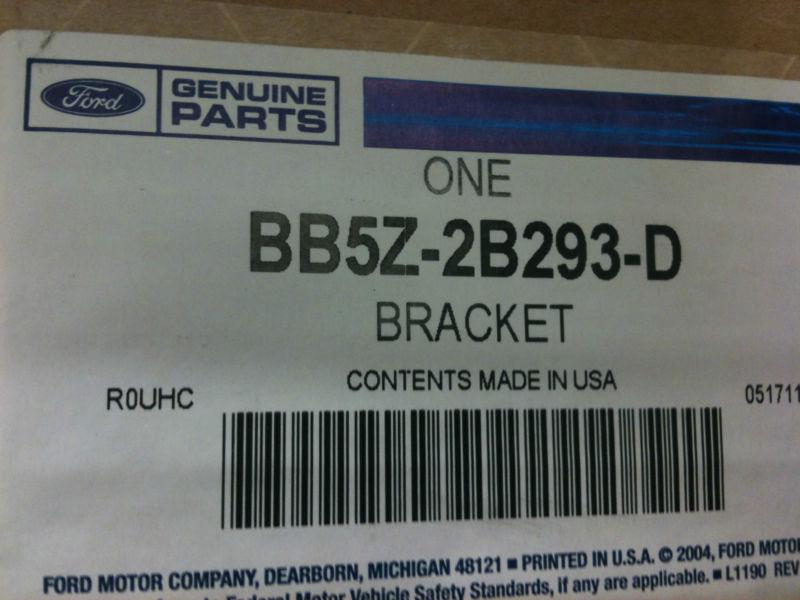 Ford GENUINE
PARTS
ONE
BB5Z-2B293-D
BRACKET
CONTENTS MADE IN USA
R0UHC 051711
FORD MOTOR COMPANY, DEARBORN, MICHIGAN 48121 ■ PRINTED IN U.S.A. © 2004, FORD MOTOR
Federal Motor Vehicle Safety Standards, if any are applicable. ■ L1190 REV